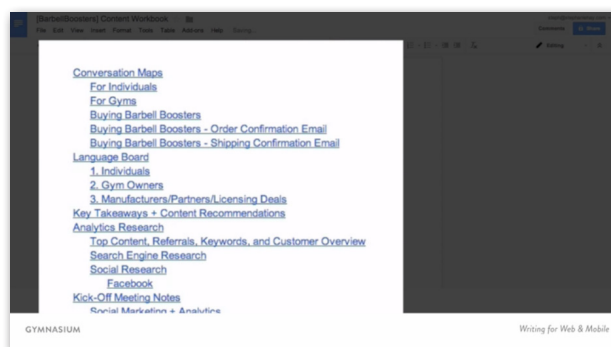 [BarbellBoosters] Content Workbook
File Edit View Insert Format Tools Table Add-ons Help
Comments Share
Editing
Conversation Maps
For Individuals
For Gyms
Buying Barbell Boosters
Buying Barbell Boosters - Order Confirmation Email
Buying Barbell Boosters - Shipping Confirmation Email
Language Board
1. Individuals
2. Gym Owners
3. Manufacturers/Partners/Licensing Deals
Key Takeaways + Content Recommendations
Analytics Research
Top Content, Referrals, Keywords, and Customer Overview
Search Engine Research
Social Research
Facebook
Kick-Off Meeting Notes
Social Marketing + Analytics
GYMNASIUM
Writing for Web & Mobile